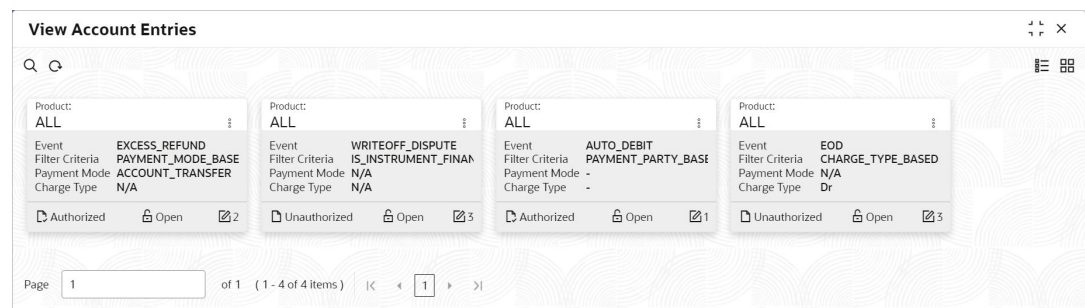 View Account Entries
Product:
ALL
Event EXCESS_REFUND
Filter Criteria PAYMENT_MODE_BASE
Payment Mode ACCOUNT_TRANSFER
Charge Type N/A
Authorized Open 2
Product:
ALL
Event WRITEOFF_DISPUTE
Filter Criteria IS_INSTRUMENT_FINAN
Payment Mode N/A
Charge Type N/A
Unauthorized Open 3
Product:
ALL
Event AUTO_DEBIT
Filter Criteria PAYMENT_PARTY_BASE
Payment Mode -
Charge Type -
Authorized Open 1
Product:
ALL
Event EOD
Filter Criteria CHARGE_TYPE_BASED
Payment Mode N/A
Charge Type Dr
Unauthorized Open 3
Page 1 of 1 (1 - 4 of 4 items) 1